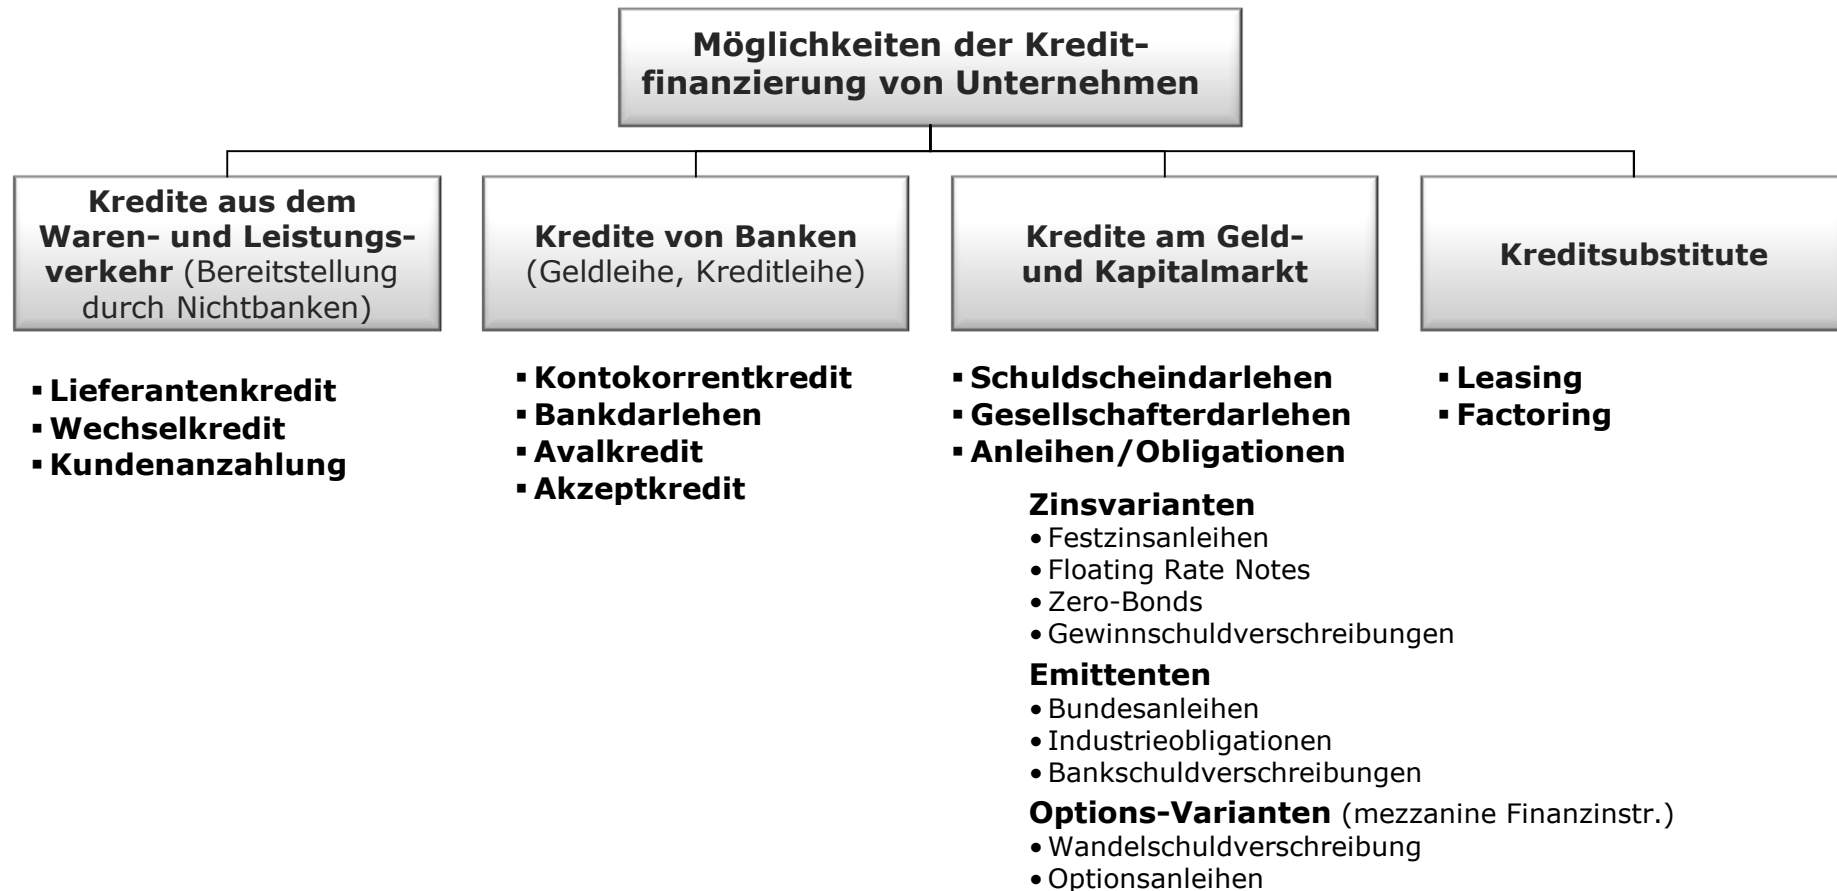 Möglichkeiten der Kredit-
finanzierung von Unternehmen
Kredite aus dem
Waren- und Leistungs-
verkehr (Bereitstellung
durch Nichtbanken)
▪ Lieferantenkredit
▪ Wechselkredit
▪ Kundenanzahlung
Kredite von Banken
(Geldleihe, Kreditleihe)
▪ Kontokorrentkredit
▪ Bankdarlehen
▪ Avalkredit
▪ Akzeptkredit
Kredite am Geld-
und Kapitalmarkt
▪ Schuldscheindarlehen
▪ Gesellschafterdarlehen
▪ Anleihen/Obligationen
Zinsvarianten
• Festzinsanleihen
• Floating Rate Notes
• Zero-Bonds
• Gewinnschuldverschreibungen
Emittenten
• Bundesanleihen
• Industrieobligationen
• Bankschuldverschreibungen
Options-Varianten (mezzanine Finanzinstr.)
• Wandelschuldverschreibung
• Optionsanleihen
Kreditsubstitute
▪ Leasing
▪ Factoring